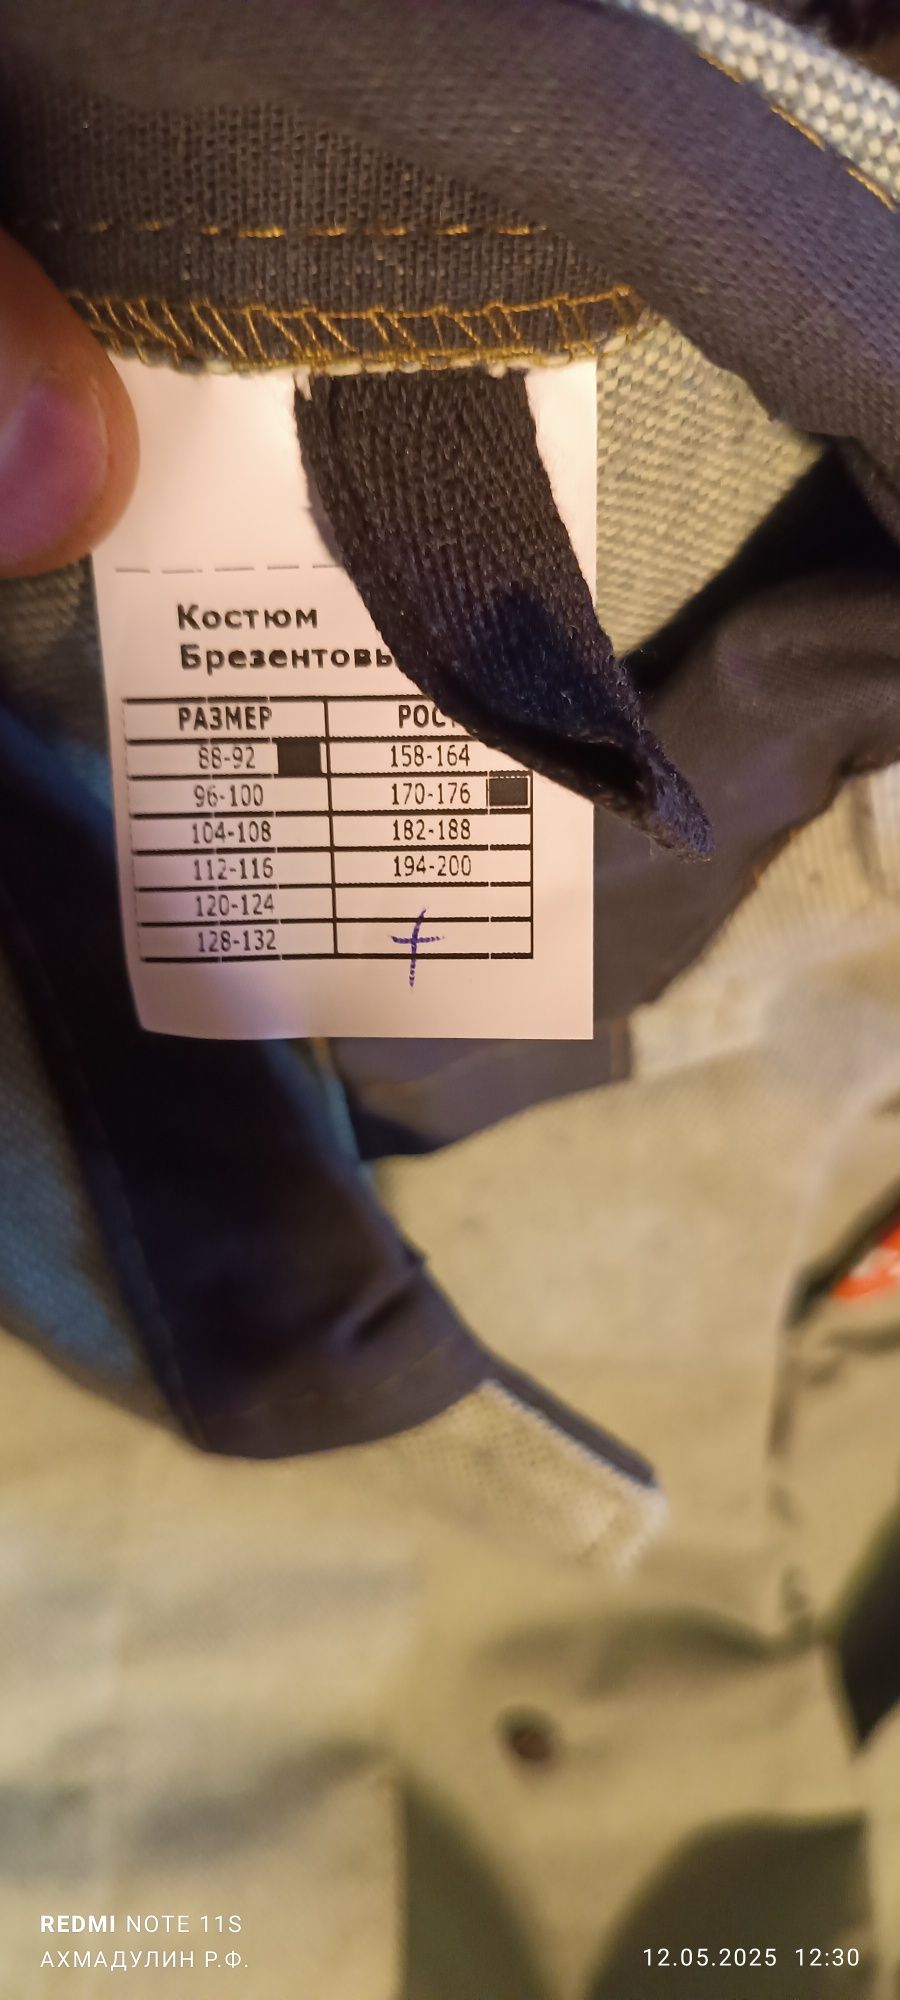 Костюм
РАЗМЕР РОСТ
88-92 158-164
96-100 170-176
104-108 182-188
112-116 194-200
120-124
128-132
REDMI NOTE 11S
АХМАДУЛИН Р.Ф.
12.05.2025 12:30